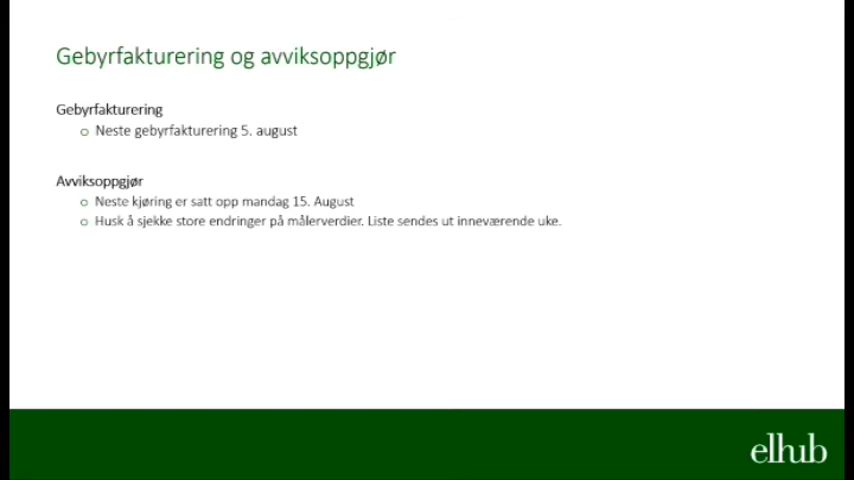 Gebyrfakturering og avviksoppgjør
Gebyrfakturering
o Neste gebyrfakturering 5. august
Avviksoppgjør
o Neste kjøring er satt opp mandag 15. August
o Husk å sjekke store endringer på målerverdier. Liste sendes ut inneværende uke.
elhub